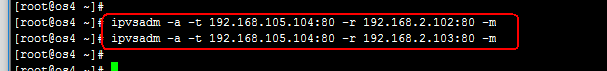 [root@os4 ~]#
[root@os4 ~]# ipvsadm -a -t 192.168.105.104:80 -r 192.168.2.102:80 -m
[root@os4 ~]# ipvsadm -a -t 192.168.105.104:80 -r 192.168.2.103:80 -m
[root@os4 ~]#
[root@os4 ~]#